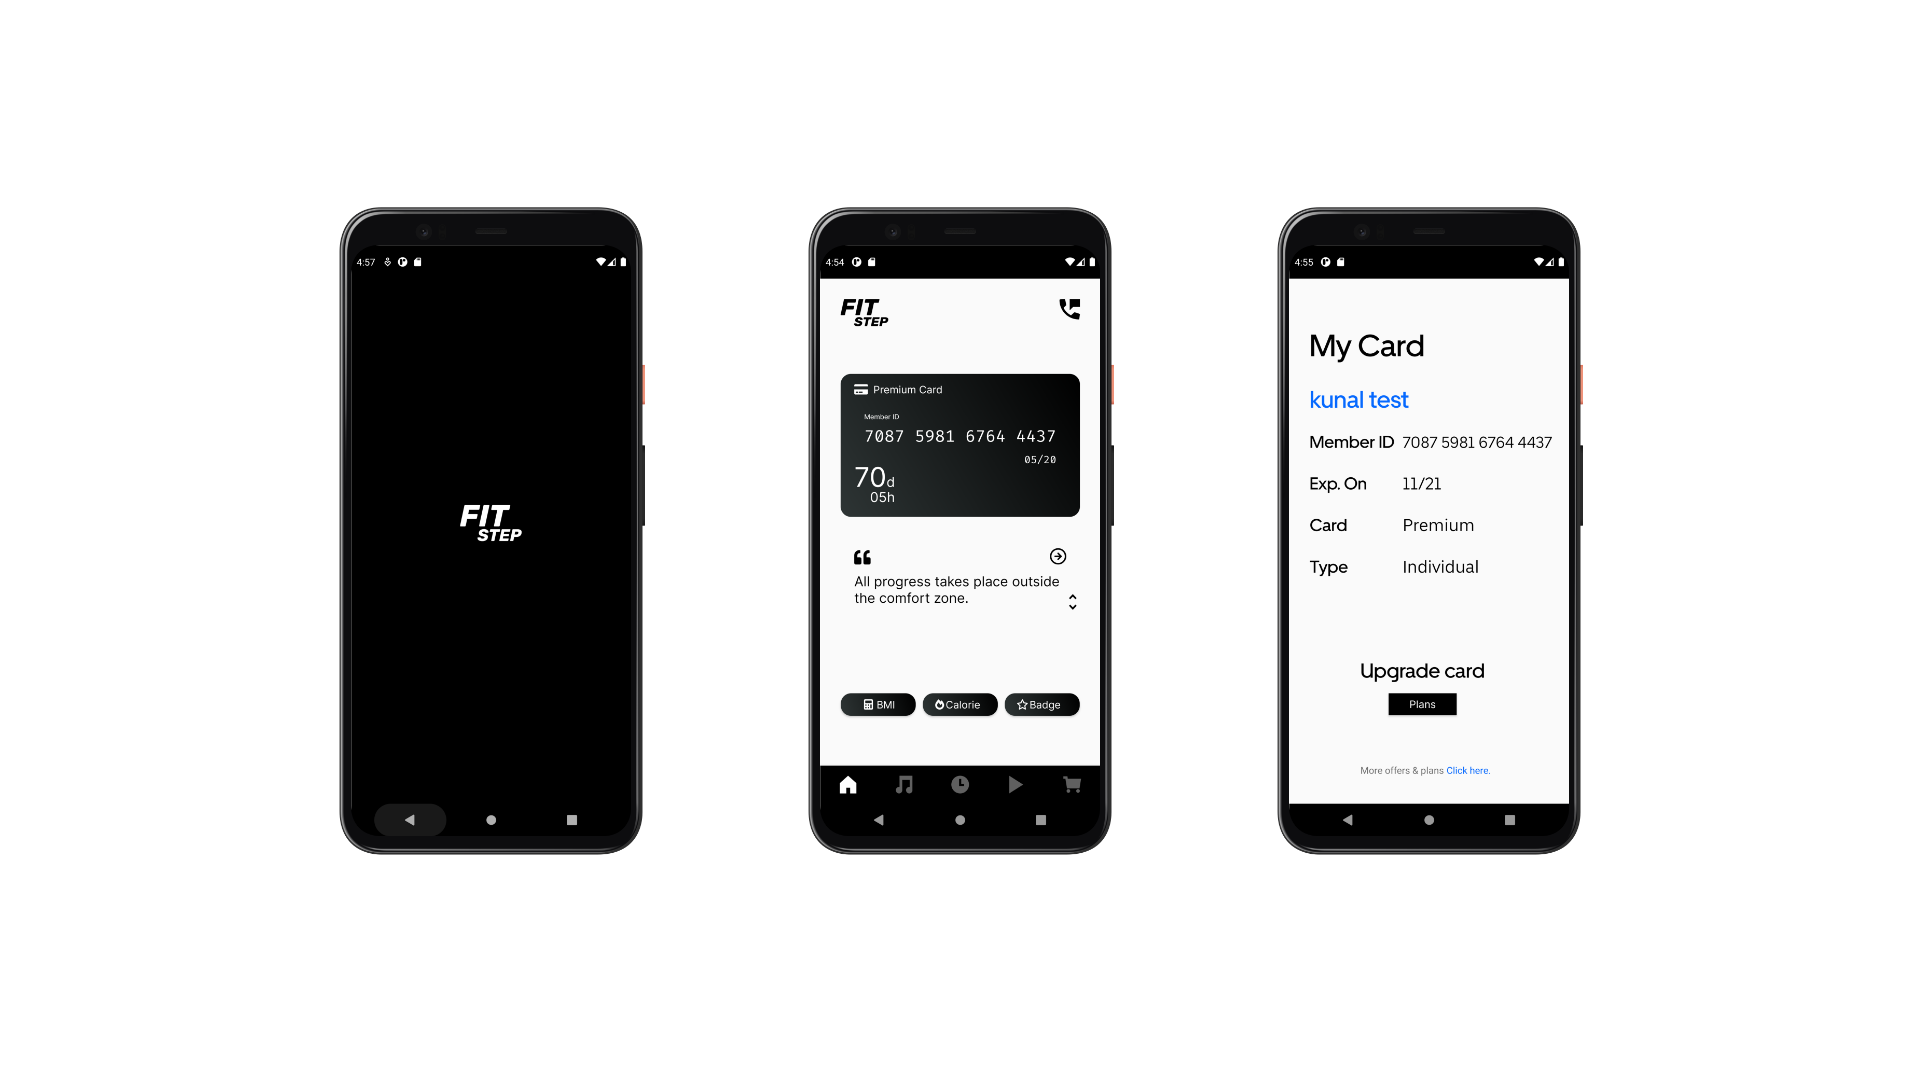 4:57
FIT
STEP
4:54
FIT
STEP
Premium Card
Member ID
7087 5981 6764 4437
05/20
70d
05h
All progress takes place outside
the comfort zone.
BMI
Calorie
Badge
4:55
My Card
kunal test
Member ID 7087 5981 6764 4437
Exp. On 11/21
Card Premium
Type Individual
Upgrade card
Plans
More offers & plans Click here.